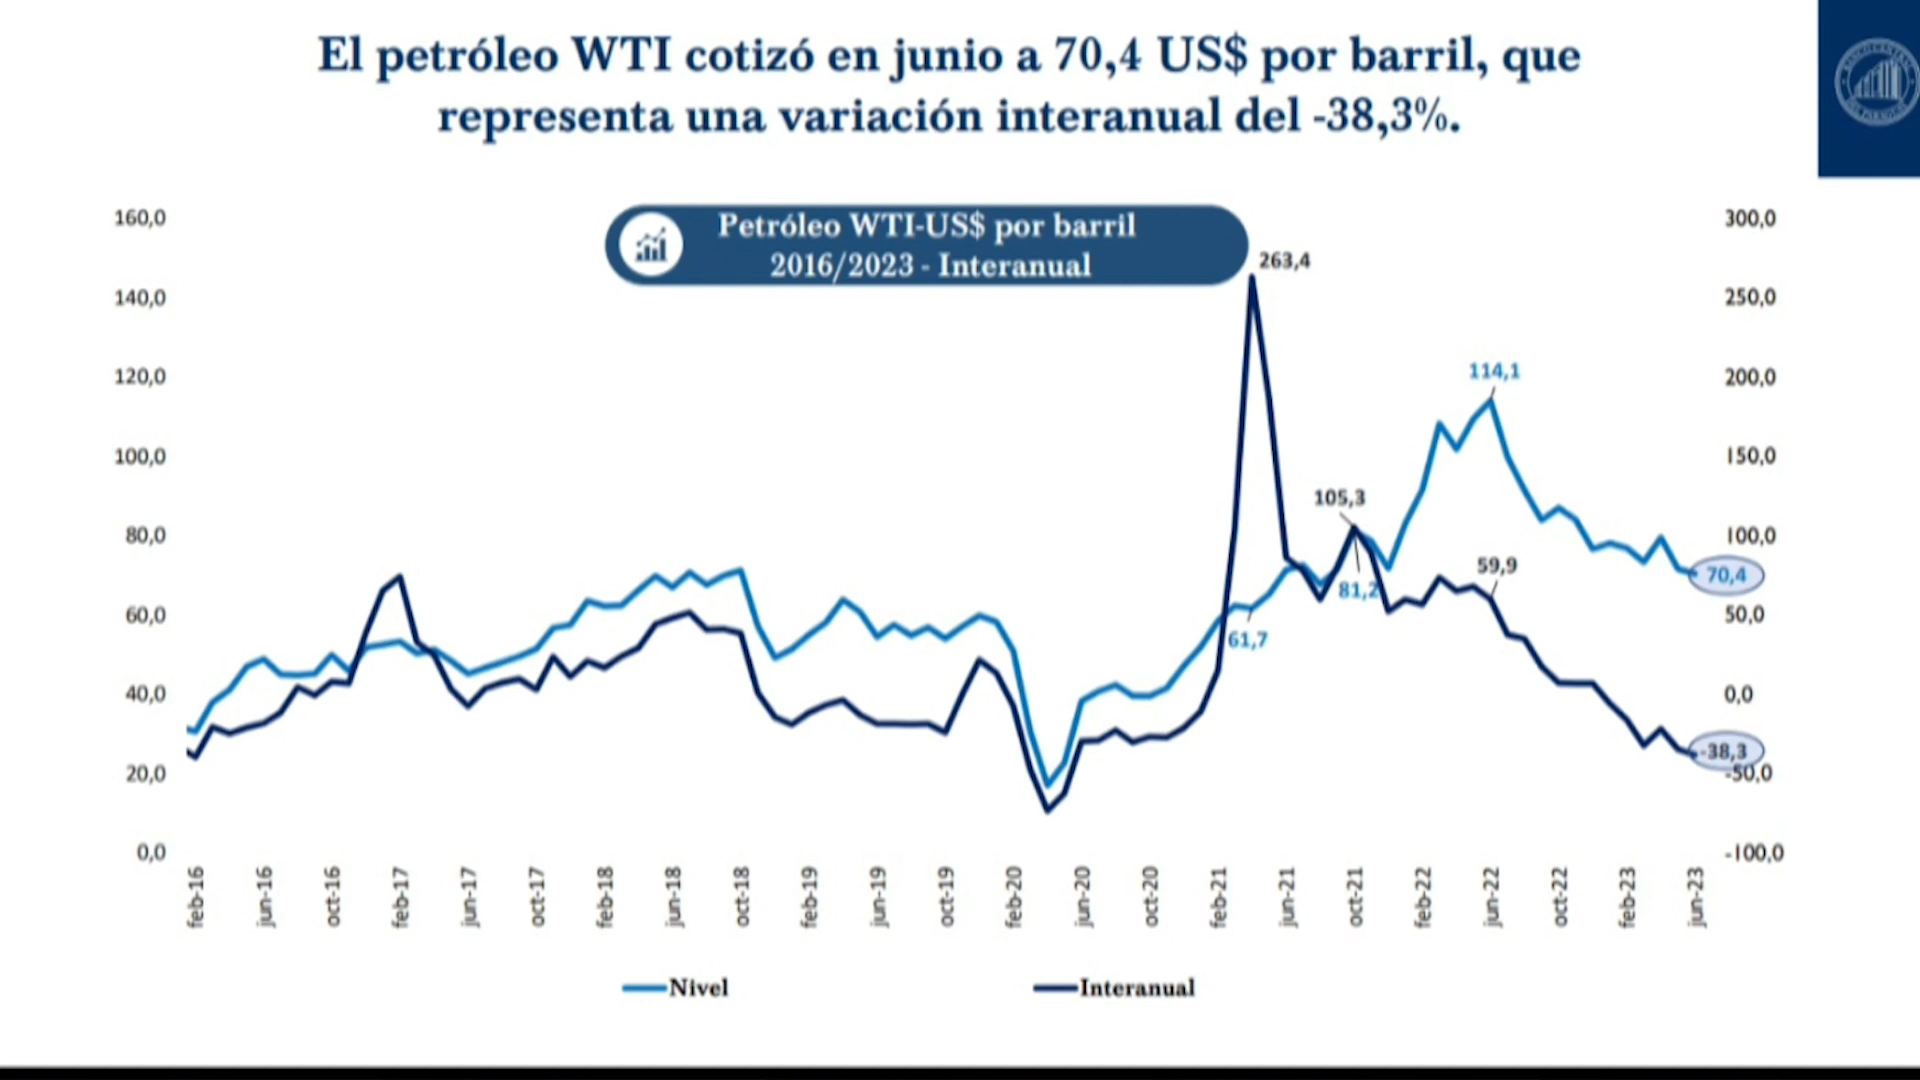 El petróleo WTI cotizó en junio a 70,4 US$ por barril, que
representa una variación interanual del -38,3%.
BANCO CENTRAL
DEL PARAGUAY
Petróleo WTI-US$ por barril
2016/2023 - Interanual
160,0
140,0
120,0
100,0
80,0
60,0
40,0
20,0
0,0
300,0
250,0
200,0
150,0
100,0
50,0
0,0
-50,0
-100,0
263,4
114,1
105,3
59,9
81,2
61,7
70,4
-38,3
feb-16
jun-16
oct-16
feb-17
jun-17
oct-17
feb-18
jun-18
oct-18
feb-19
jun-19
oct-19
feb-20
jun-20
oct-20
feb-21
jun-21
oct-21
feb-22
jun-22
oct-22
feb-23
jun-23
Nivel
Interanual